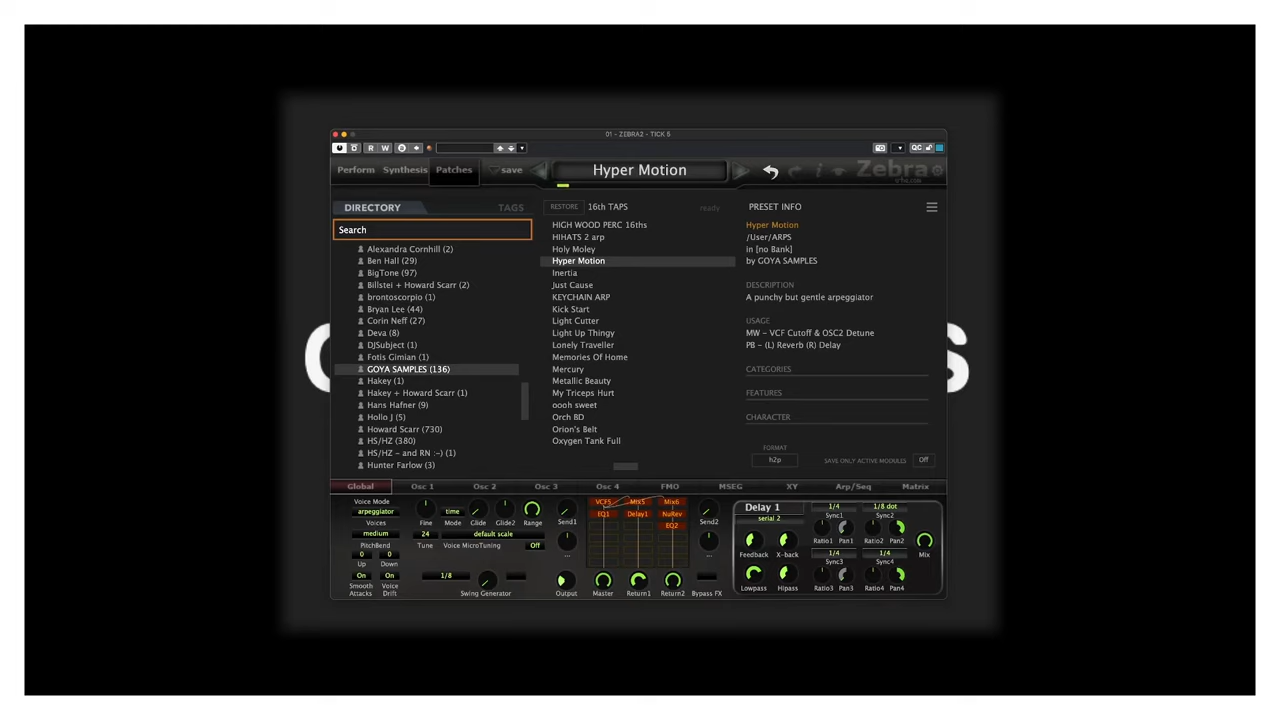 01 - ZEBRA2 - TICK 5
R W
QC
Perform Synthesis Patches save Hyper Motion Zebra
u-he.com
DIRECTORY TAGS
Search
Alexandra Cornhill (2)
Ben Hall (29)
BigTone (97)
Billstei + Howard Scarr (2)
brontoscorpio (1)
Bryan Lee (44)
Corin Neff (27)
Deva (8)
DJSubject (1)
Fotis Gimian (1)
GOYA SAMPLES (136)
Hakey (1)
Hakey + Howard Scarr (1)
Hans Hafner (9)
Hollo J (5)
Howard Scarr (730)
HS/HZ (380)
HS/HZ - and RN :-) (1)
Hunter Farlow (3)
RESTORE 16th TAPS ready
HIGH WOOD PERC 16ths
HIHATS 2 arp
Holy Moley
Hyper Motion
Inertia
Just Cause
KEYCHAIN ARP
Kick Start
Light Cutter
Light Up Thingy
Lonely Traveller
Memories Of Home
Mercury
Metallic Beauty
My Triceps Hurt
oooh sweet
Orch BD
Orion's Belt
Oxygen Tank Full
PRESET INFO
Hyper Motion
/User/ARPS
in [no Bank]
by GOYA SAMPLES
DESCRIPTION
A punchy but gentle arpeggiator
USAGE
MW - VCF Cutoff & OSC2 Detune
PB - (L) Reverb (R) Delay
CATEGORIES
FEATURES
CHARACTER
FORMAT
h2p SAVE ONLY ACTIVE MODULES Off
Global Osc 1 Osc 2 Osc 3 Osc 4 FMO MSEG XY Arp/Seq Matrix
Voice Mode
arpeggiator
Voices
medium
PitchBend
0 0
Up Down
On On
Smooth Voice
Attacks Drift
time
Fine Mode Glide Glide2 Range
24 default scale
Tune Voice MicroTuning Off
1/8
Swing Generator
Send1
...
Output
VCF5 Mix5 Mix6
EQ1 Delay1 NuRev
EQ2
Master Return1 Return2
Send2
...
Bypass FX
Delay 1
serial 2
Feedback X-back
Lowpass Hipass
1/4 1/8 dot
Sync1 Sync2
Ratio1 Pan1 Ratio2 Pan2
1/4 1/4
Sync3 Sync4
Ratio3 Pan3 Ratio4 Pan4
Mix